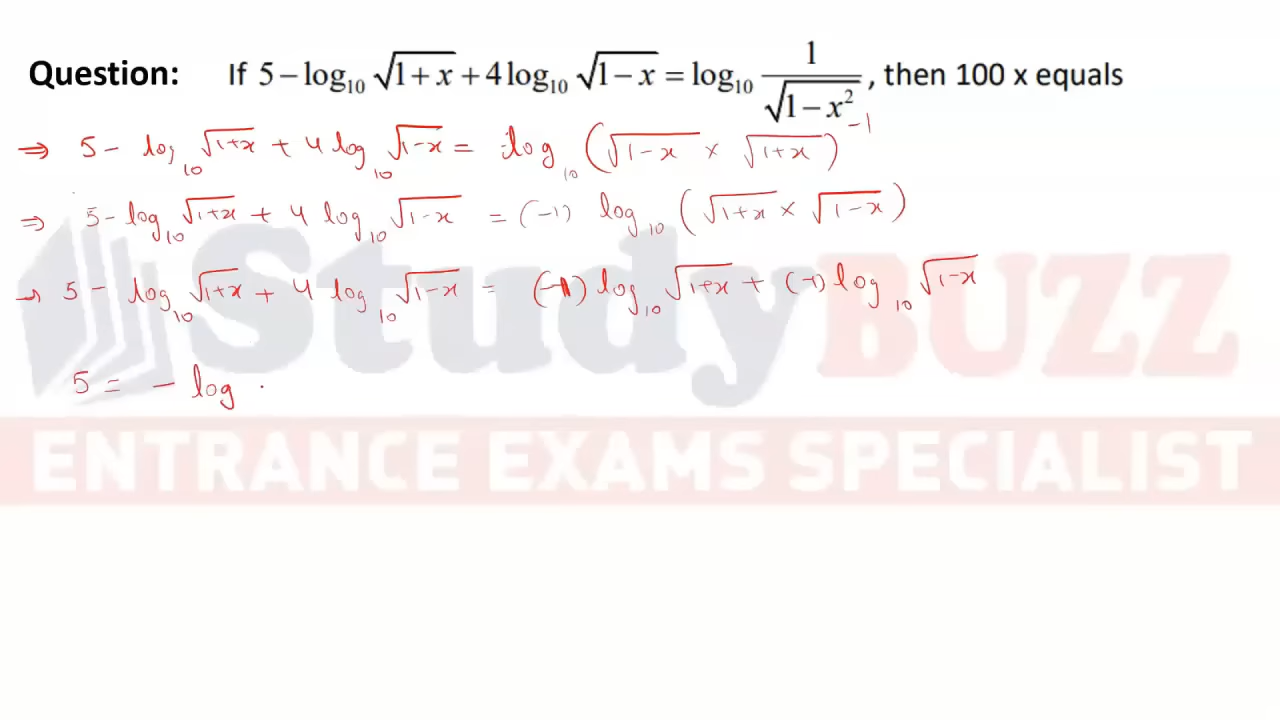 Question: If 5 − log₁₀ √(1 + x) + 4 log₁₀ √(1 − x) = log₁₀ 1/√(1 − x²), then 100 x equals
⇒ 5 − log₁₀ √(1+x) + 4 log₁₀ √(1−x) = log₁₀ (√(1−x) × √(1+x))⁻¹
⇒ 5 − log₁₀ √(1+x) + 4 log₁₀ √(1−x) = (−1) log₁₀ (√(1+x) × √(1−x))
→ 5 − log₁₀ √(1+x) + 4 log₁₀ √(1−x) = (−1) log₁₀ √(1+x) + (−1) log₁₀ √(1−x)
StudyBUZZ
5 = − log
ENTRANCE EXAMS SPECIALIST